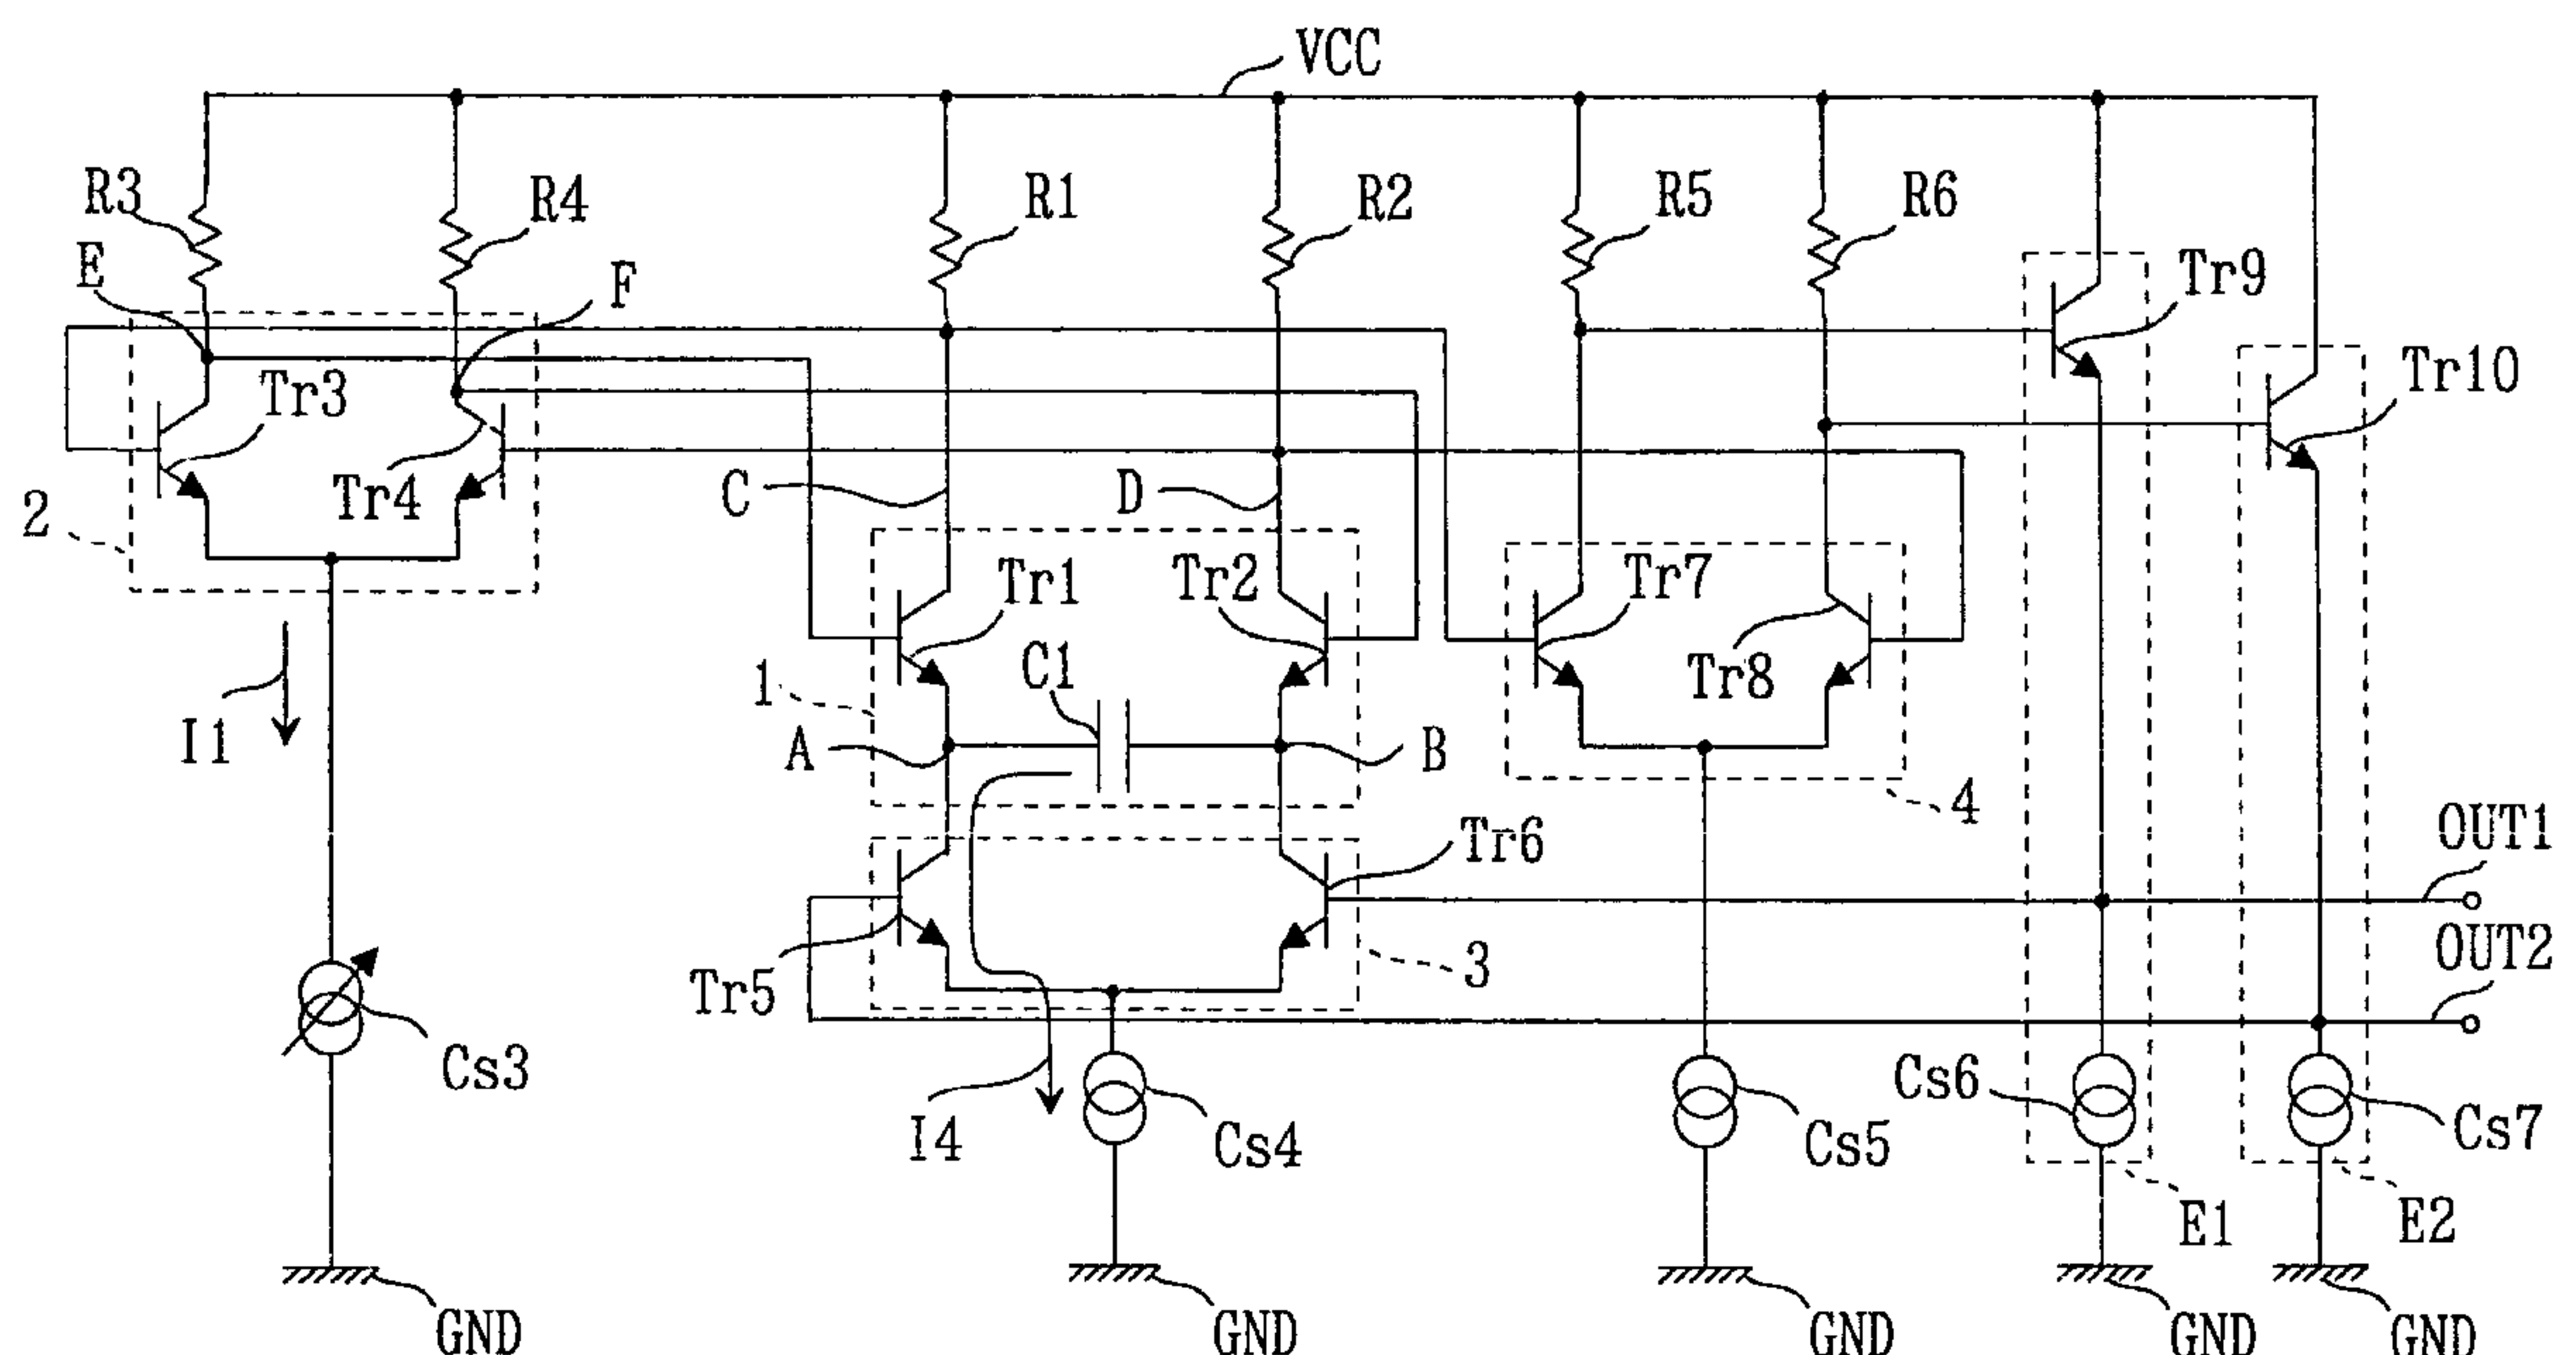 VCC
R3
R4
R1
R2
R5
R6
E
F
Tr9
Tr3
Tr10
Tr4
C
D
2
Tr1
Tr2
Tr7
C1
Tr8
1
I1
A
B
4
OUT1
Tr6
OUT2
Tr5
3
Cs3
Cs6
I4
Cs4
Cs5
Cs7
E1
E2
GND
GND
GND
GND
GND